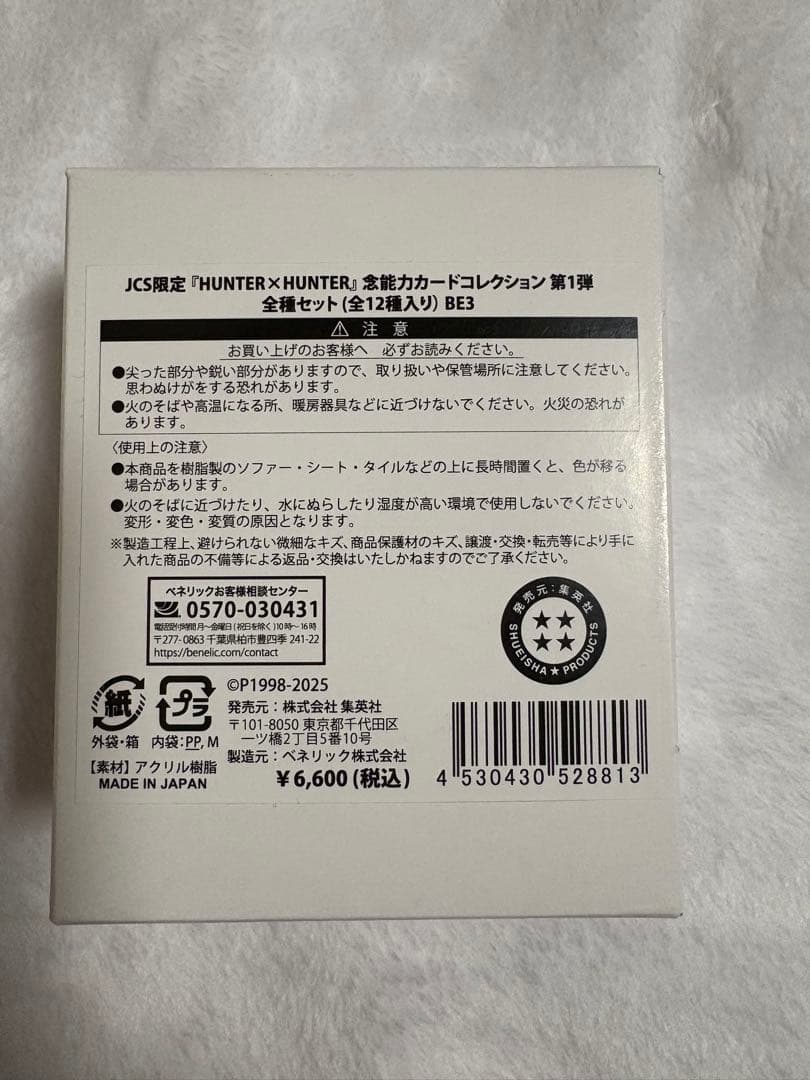 JCS限定『HUNTER×HUNTER』念能力カードコレクション 第1弾
全種セット(全12種入り) BE3
⚠ 注 意
お買い上げのお客様へ 必ずお読みください。
●尖った部分や鋭い部分がありますので、取り扱いや保管場所に注意してください。
思わぬけがをする恐れがあります。
●火のそばや高温になる所、暖房器具などに近づけないでください。火災の恐れが
あります。
〈使用上の注意〉
●本商品を樹脂製のソファー・シート・タイルなどの上に長時間置くと、色が移る
場合があります。
●火のそばに近づけたり、水にぬらしたり湿度が高い環境で使用しないでください。
変形・変色・変質の原因となります。
※製造工程上、避けられない微細なキズ、商品保護材のキズ、譲渡・交換・転売等により手に
入れた商品の不備等による返品・交換はいたしかねますのでご了承ください。
ベネリックお客様相談センター
0570-030431
電話受付時間 月〜金曜日(祝日を除く)10時〜16時
〒277-0863 千葉県柏市豊四季 241-22
https://benelic.com/contact
発売元:集英社
SHUEISHA★PRODUCTS
紙
外袋・箱
プラ
内袋:PP, M
【素材】アクリル樹脂
MADE IN JAPAN
©P1998-2025
発売元:株式会社 集英社
〒101-8050 東京都千代田区
一ツ橋2丁目5番10号
製造元:ベネリック株式会社
¥6,600(税込)
4 530430 528813